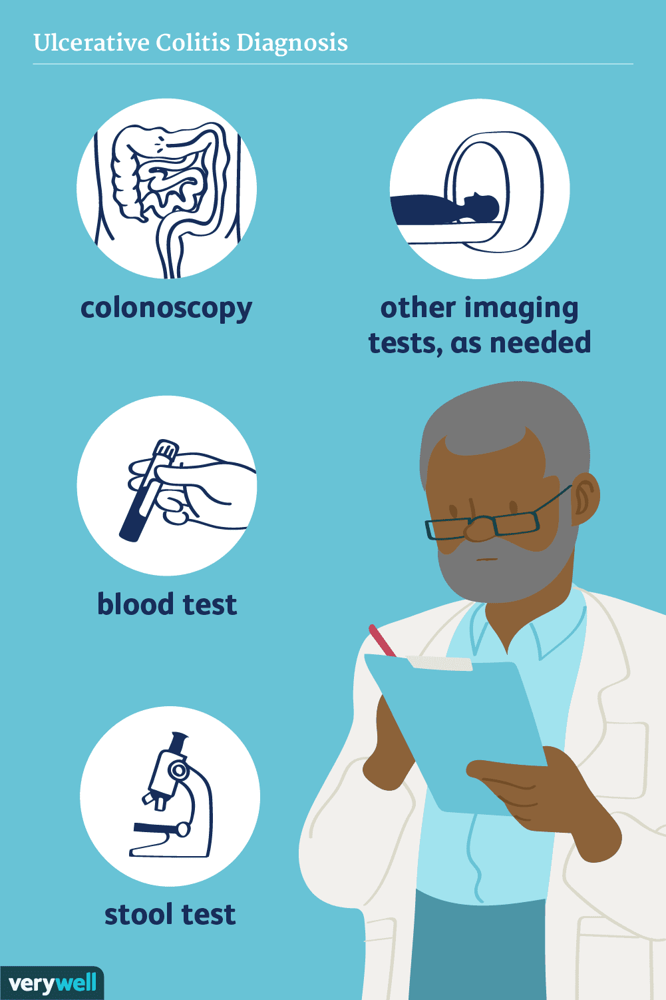 Ulcerative Colitis Diagnosis
colonoscopy
other imaging
tests, as needed
blood test
stool test
verywell